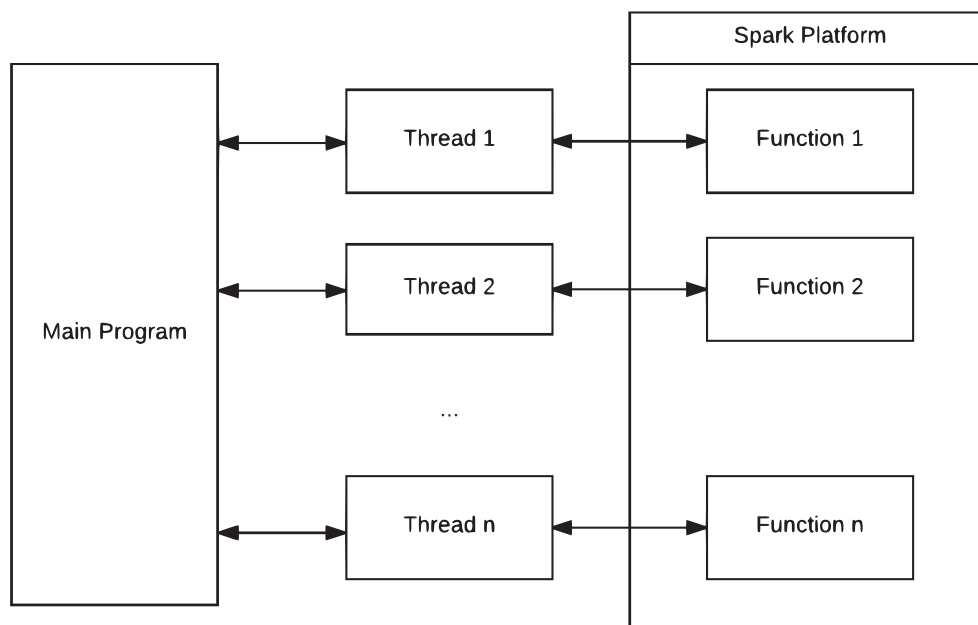 Spark Platform
Thread 1
Function 1
Thread 2
Function 2
Main Program
...
Thread n
Function n